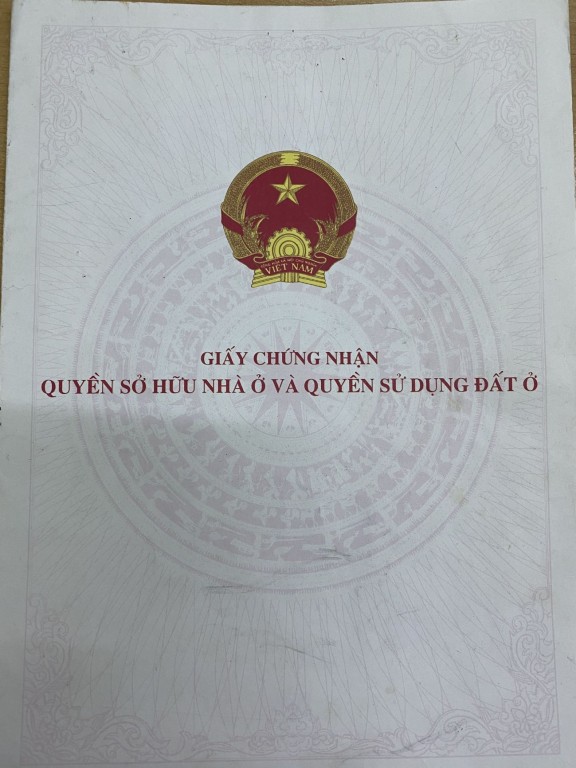 VIỆT NAM
GIẤY CHỨNG NHẬN
QUYỀN SỞ HỮU NHÀ Ở VÀ QUYỀN SỬ DỤNG ĐẤT Ở